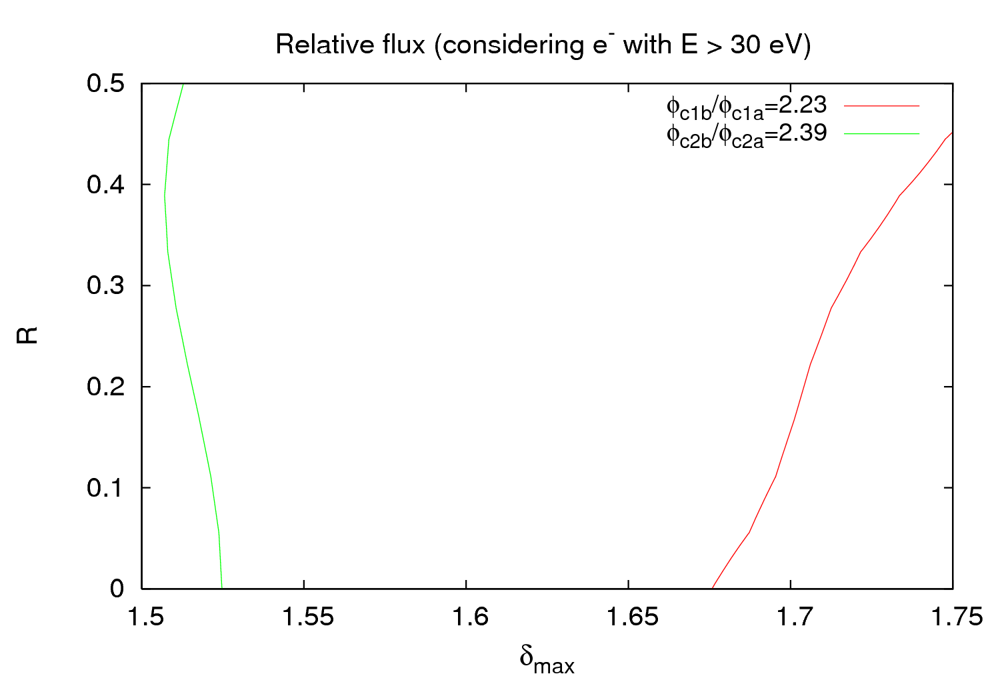 Relative flux (considering e⁻ with E > 30 eV)
0.5
ϕc1b/ϕc1a=2.23
ϕc2b/ϕc2a=2.39
0.4
0.3
R
0.2
0.1
0
1.5 1.55 1.6 1.65 1.7 1.75
δmax